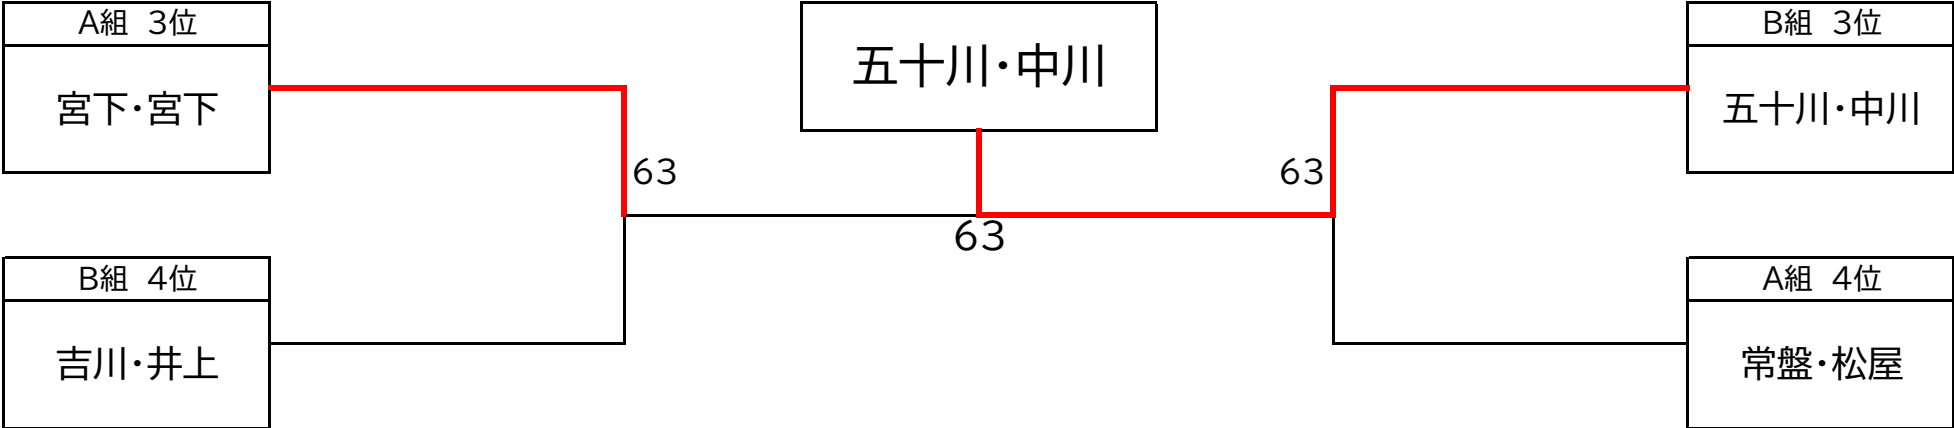 A組　3位
宮下・宮下
五十川・中川
B組　3位
五十川・中川
６３
６３
６３
B組　4位
吉川・井上
A組　4位
常盤・松屋